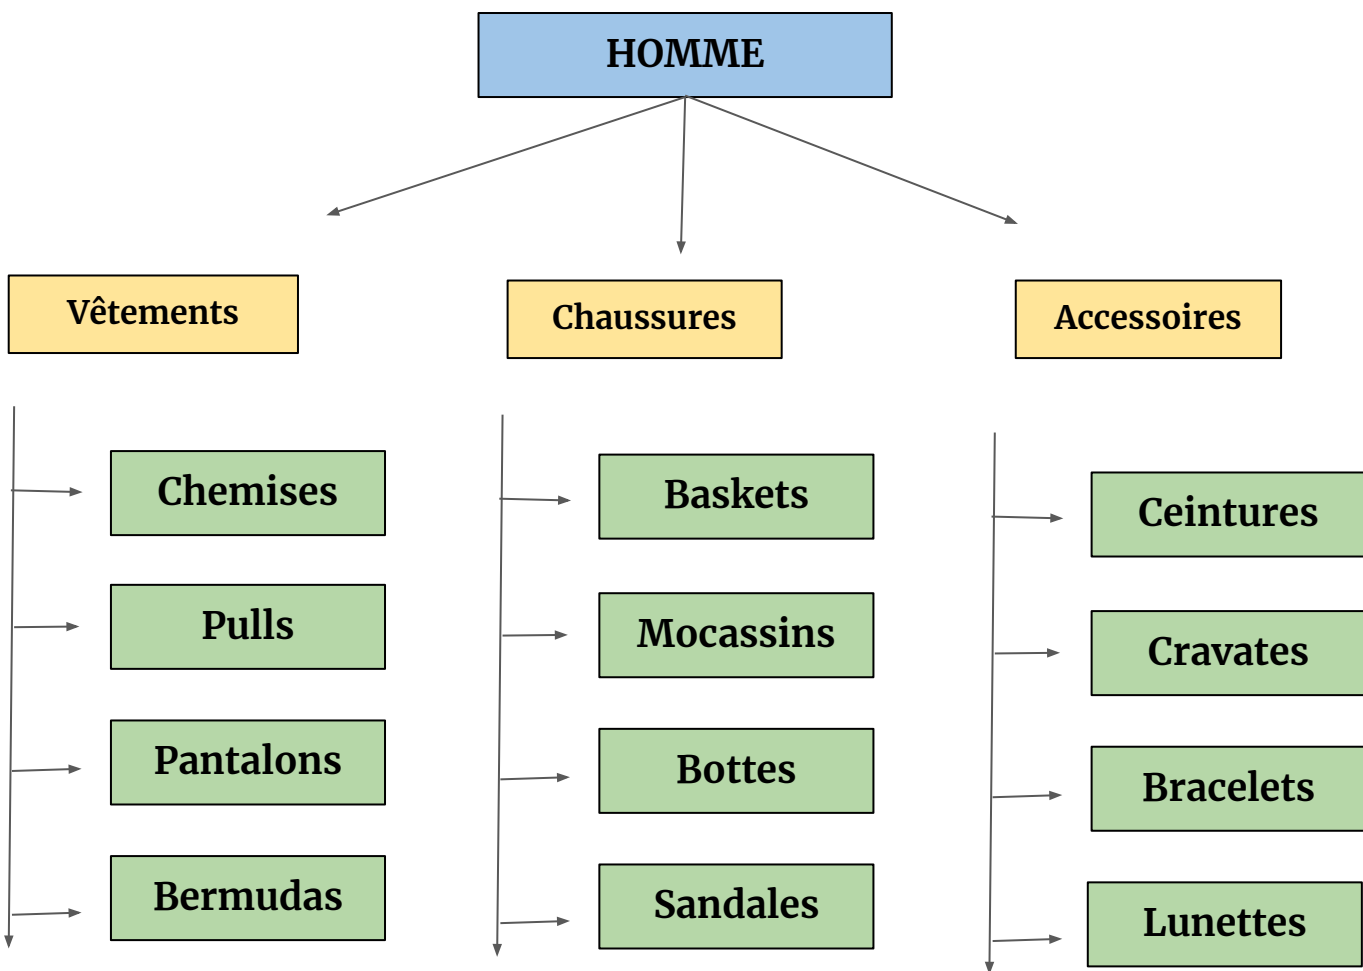 HOMME
Vêtements
Chaussures
Accessoires
Chemises
Pulls
Pantalons
Bermudas
Baskets
Mocassins
Bottes
Sandales
Ceintures
Cravates
Bracelets
Lunettes